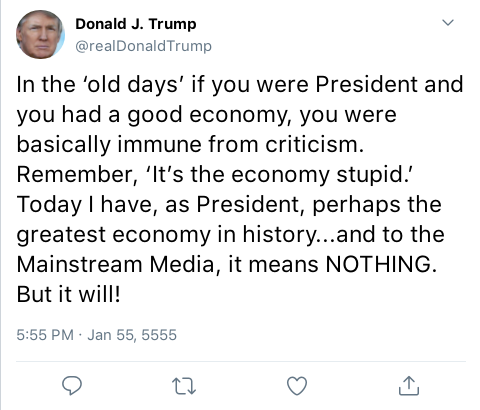 Donald J. Trump
@realDonaldTrump
In the ‘old days’ if you were President and
you had a good economy, you were
basically immune from criticism.
Remember, ‘It’s the economy stupid.’
Today I have, as President, perhaps the
greatest economy in history...and to the
Mainstream Media, it means NOTHING.
But it will!
5:55 PM · Jan 55, 5555